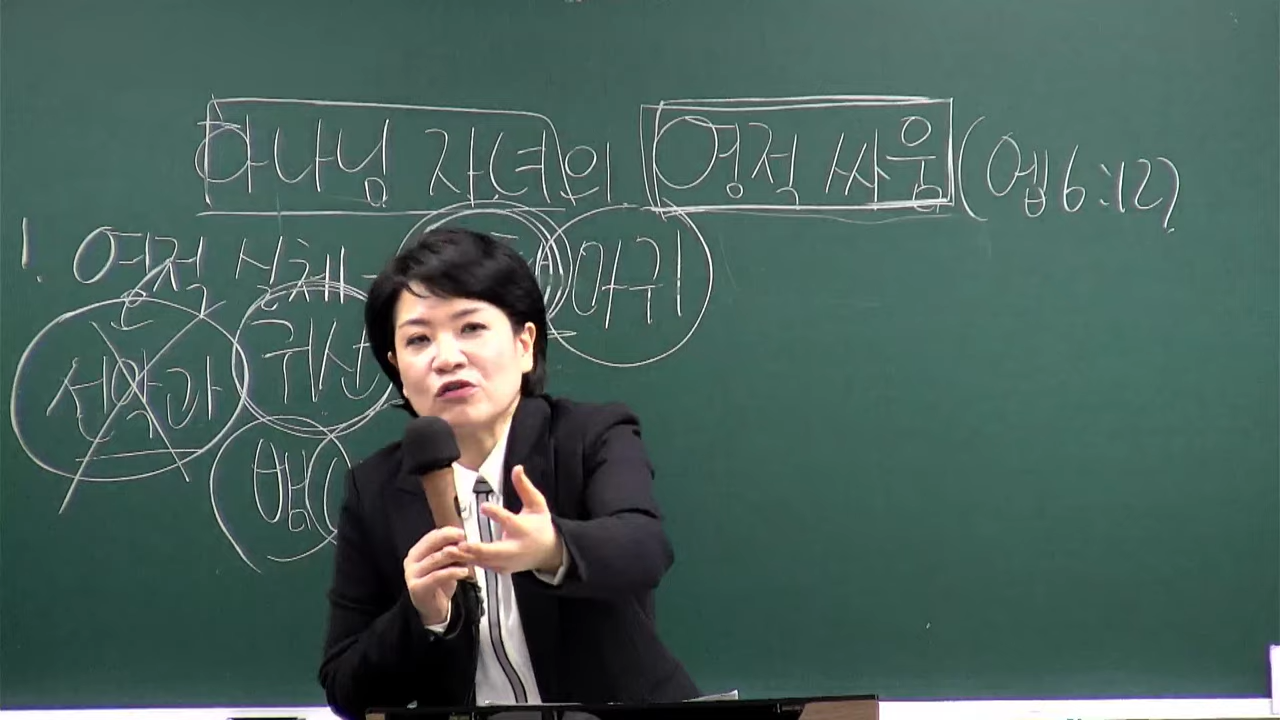 하나님 자녀의 영적 싸움 (엡 6:12)
1. 영적 실체 - 마귀
선악과 귀신
뱀